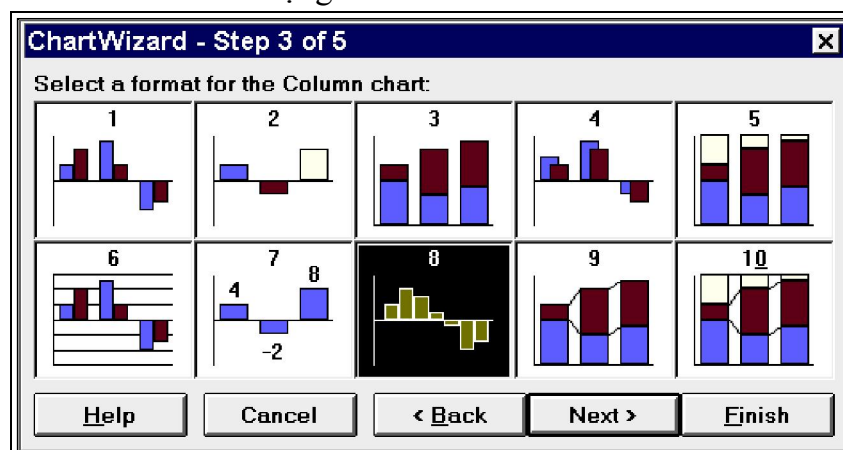 ChartWizard - Step 3 of 5
Select a format for the Column chart:
1 2 3 4 5
6 7 8 9 10
4 8
-2
Help Cancel < Back Next > Finish